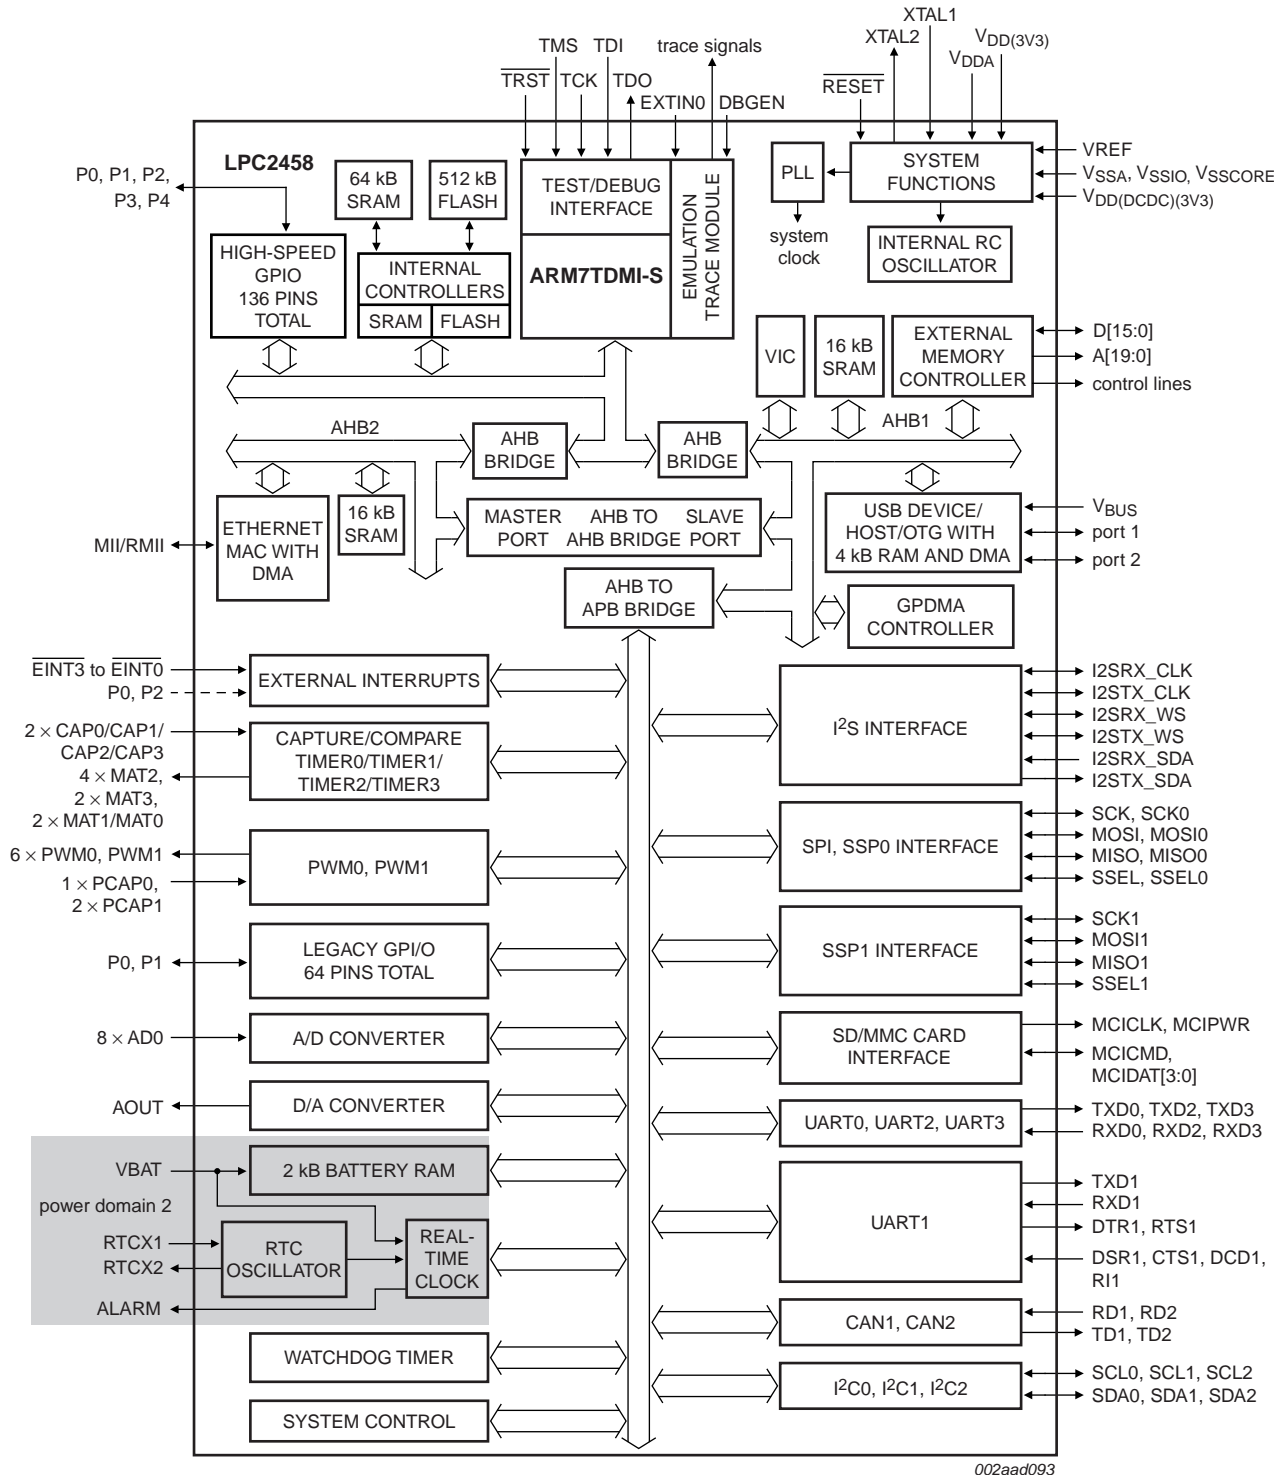 XTAL1
TMS TDI trace signals XTAL2 VDD(3V3)
VDDA
TRST TCK TDO RESET
EXTIN0 DBGEN
LPC2458
P0, P1, P2,
P3, P4
64 kB
SRAM
512 kB
FLASH
TEST/DEBUG
INTERFACE
EMULATION
TRACE MODULE
PLL
SYSTEM
FUNCTIONS
VREF
VSSA, VSSIO, VSSCORE
VDD(DCDC)(3V3)
system
clock
INTERNAL RC
OSCILLATOR
HIGH-SPEED
GPIO
136 PINS
TOTAL
INTERNAL
CONTROLLERS
SRAM FLASH
ARM7TDMI-S
VIC
16 kB
SRAM
EXTERNAL
MEMORY
CONTROLLER
D[15:0]
A[19:0]
control lines
AHB2
AHB
BRIDGE
AHB
BRIDGE
AHB1
ETHERNET
MAC WITH
DMA
MII/RMII
16 kB
SRAM
MASTER AHB TO SLAVE
PORT AHB BRIDGE PORT
USB DEVICE/
HOST/OTG WITH
4 kB RAM AND DMA
VBUS
port 1
port 2
AHB TO
APB BRIDGE
GPDMA
CONTROLLER
EINT3 to EINT0
P0, P2
EXTERNAL INTERRUPTS
2 × CAP0/CAP1/
CAP2/CAP3
4 × MAT2,
2 × MAT3,
2 × MAT1/MAT0
CAPTURE/COMPARE
TIMER0/TIMER1/
TIMER2/TIMER3
6 × PWM0, PWM1
1 × PCAP0,
2 × PCAP1
PWM0, PWM1
P0, P1
LEGACY GPI/O
64 PINS TOTAL
8 × AD0
A/D CONVERTER
AOUT
D/A CONVERTER
VBAT
2 kB BATTERY RAM
power domain 2
RTCX1
RTCX2
RTC
OSCILLATOR
REAL-
TIME
CLOCK
ALARM
WATCHDOG TIMER
SYSTEM CONTROL
I2S INTERFACE
I2SRX_CLK
I2STX_CLK
I2SRX_WS
I2STX_WS
I2SRX_SDA
I2STX_SDA
SPI, SSP0 INTERFACE
SCK, SCK0
MOSI, MOSI0
MISO, MISO0
SSEL, SSEL0
SSP1 INTERFACE
SCK1
MOSI1
MISO1
SSEL1
SD/MMC CARD
INTERFACE
MCICLK, MCIPWR
MCICMD,
MCIDAT[3:0]
UART0, UART2, UART3
TXD0, TXD2, TXD3
RXD0, RXD2, RXD3
UART1
TXD1
RXD1
DTR1, RTS1
DSR1, CTS1, DCD1,
RI1
CAN1, CAN2
RD1, RD2
TD1, TD2
I2C0, I2C1, I2C2
SCL0, SCL1, SCL2
SDA0, SDA1, SDA2
002aad093